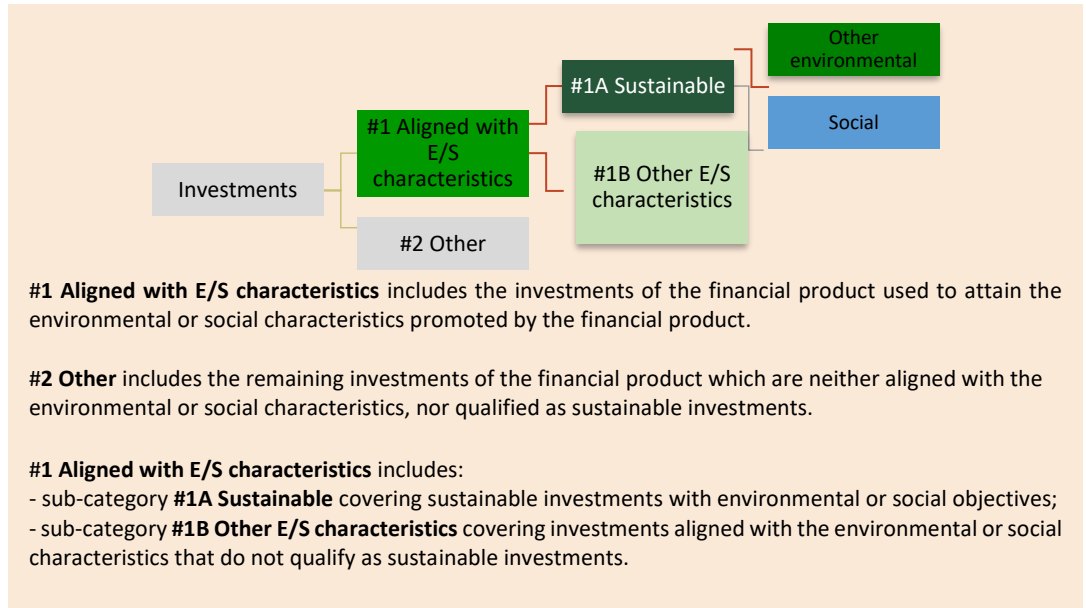 Other
environmental
#1A Sustainable
Social
#1 Aligned with
E/S
characteristics
#1B Other E/S
characteristics
Investments
#2 Other
#1 Aligned with E/S characteristics includes the investments of the financial product used to attain the
environmental or social characteristics promoted by the financial product.
#2 Other includes the remaining investments of the financial product which are neither aligned with the
environmental or social characteristics, nor qualified as sustainable investments.
#1 Aligned with E/S characteristics includes:
- sub-category #1A Sustainable covering sustainable investments with environmental or social objectives;
- sub-category #1B Other E/S characteristics covering investments aligned with the environmental or social
characteristics that do not qualify as sustainable investments.